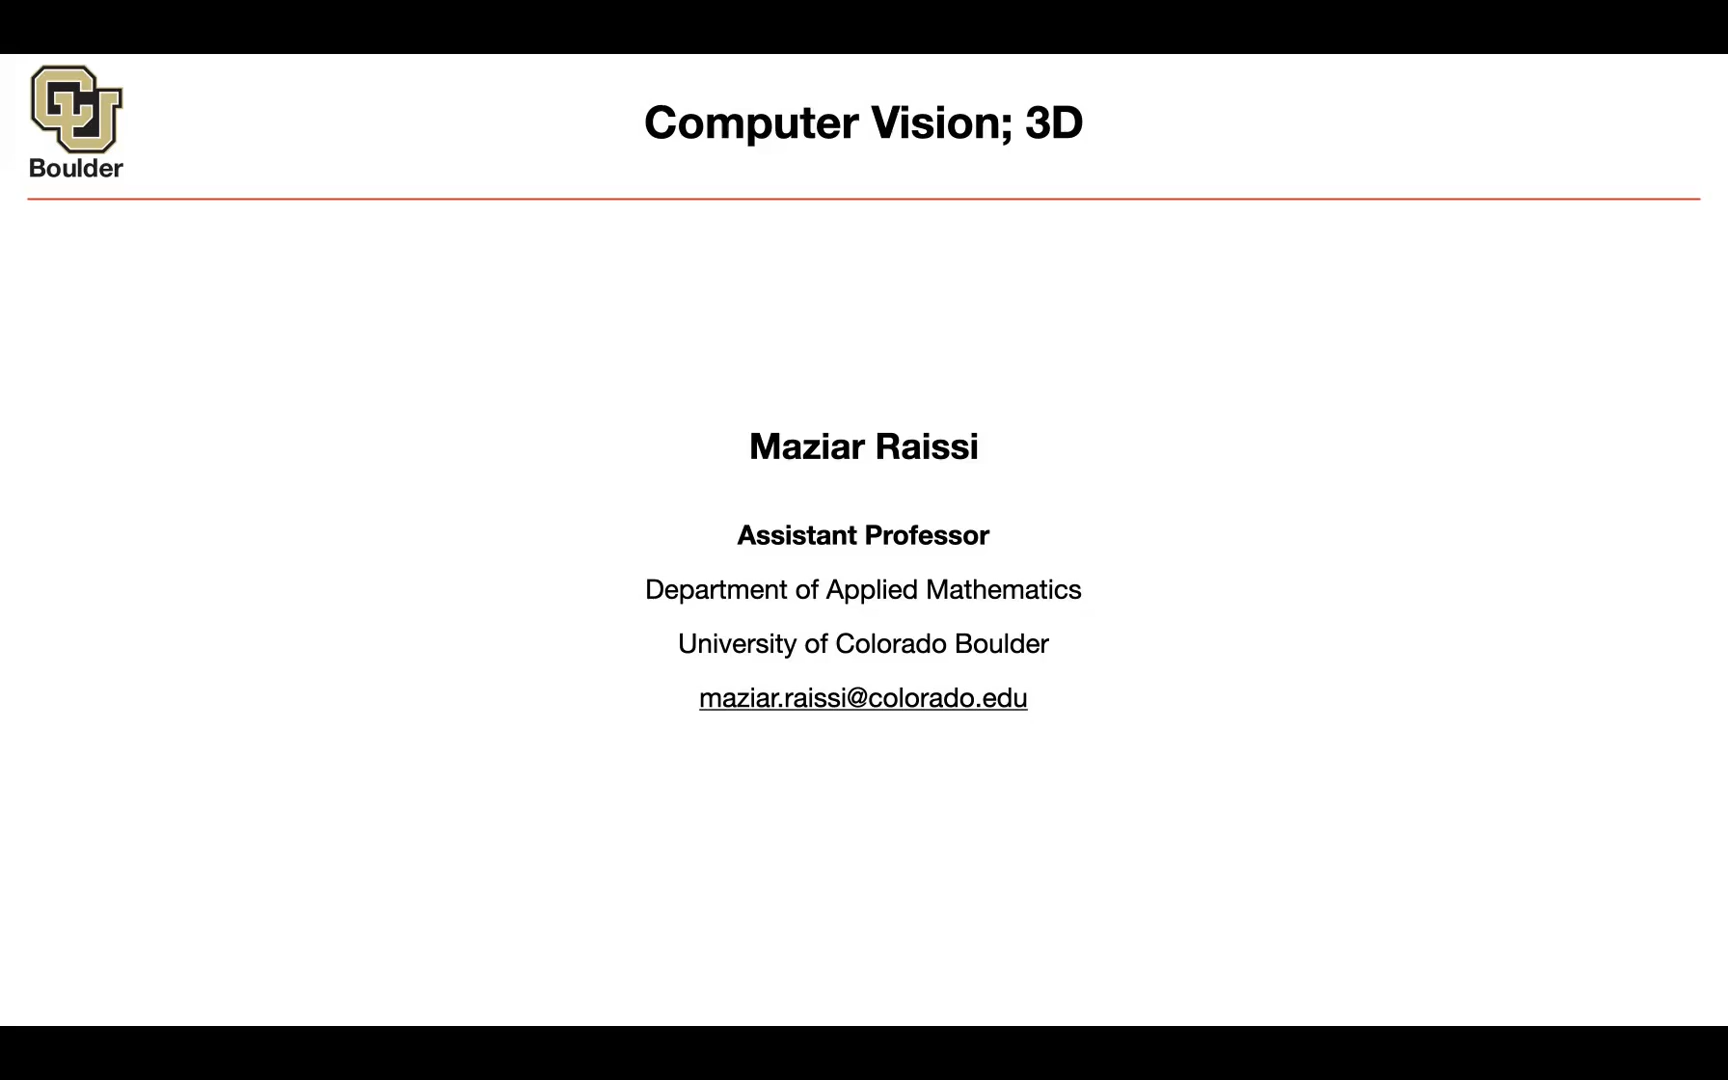 CU
Boulder
Computer Vision; 3D
Maziar Raissi
Assistant Professor
Department of Applied Mathematics
University of Colorado Boulder
maziar.raissi@colorado.edu